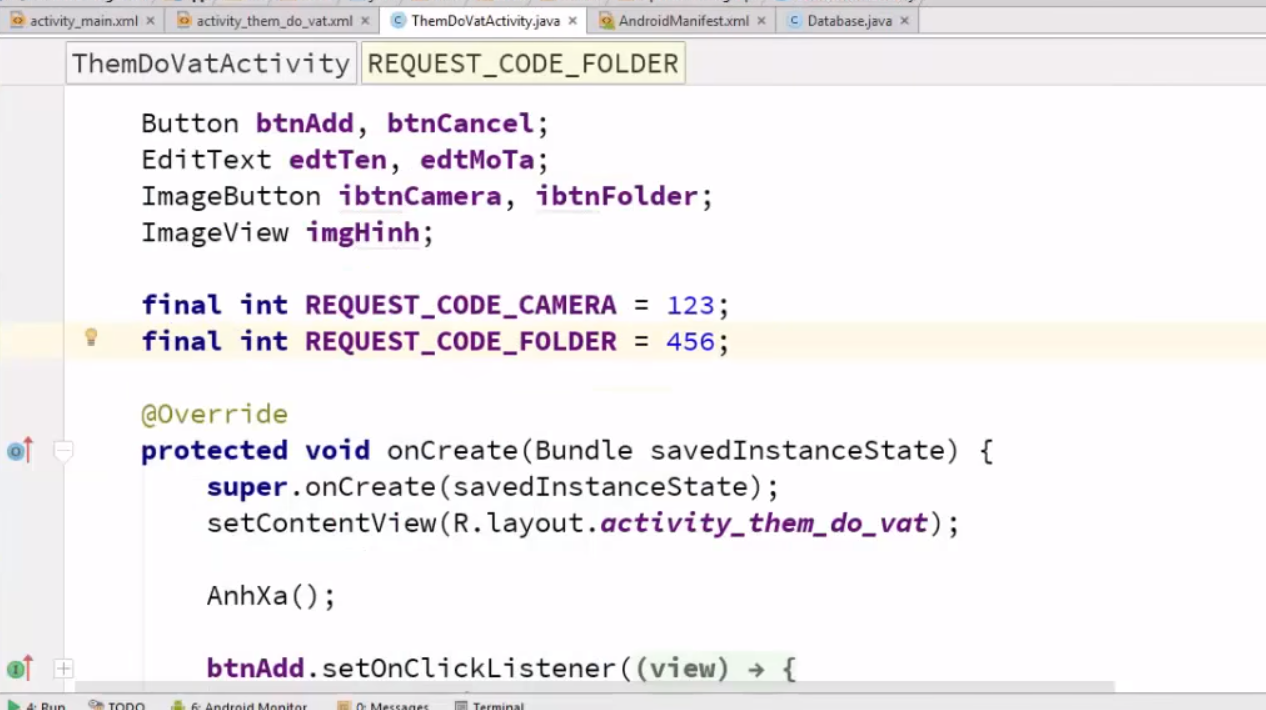 activity_main.xml × activity_them_do_vat.xml × ThemDoVatActivity.java × AndroidManifest.xml × Database.java ×
ThemDoVatActivity REQUEST_CODE_FOLDER
Button btnAdd, btnCancel;
EditText edtTen, edtMoTa;
ImageButton ibtnCamera, ibtnFolder;
ImageView imgHinh;
final int REQUEST_CODE_CAMERA = 123;
final int REQUEST_CODE_FOLDER = 456;
@Override
protected void onCreate(Bundle savedInstanceState) {
super.onCreate(savedInstanceState);
setContentView(R.layout.activity_them_do_vat);
AnhXa();
btnAdd.setOnClickListener((view) → {
4: Run TODO 6: Android Monitor 0: Messages Terminal